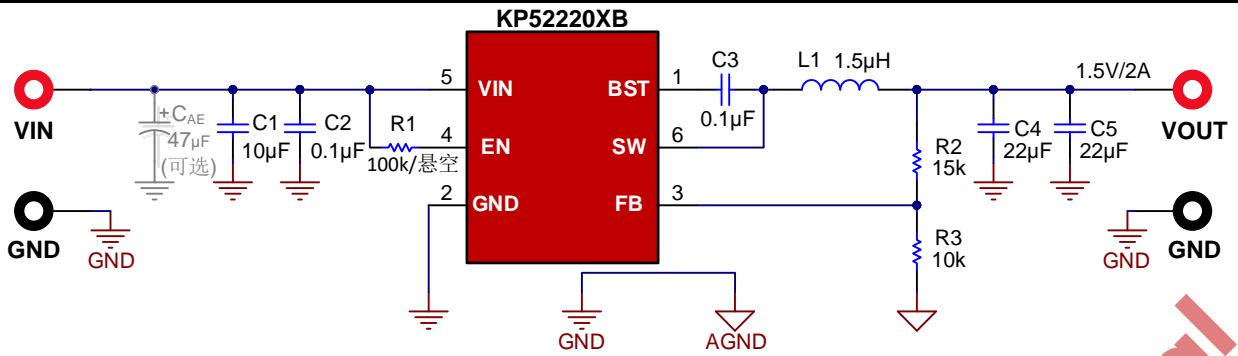 KP52220XB
VIN
+CAE
47μF
(可选)
C1
10μF
C2
0.1μF
R1
100k/悬空
5
4
2
VIN
EN
GND
BST
SW
FB
1
6
3
C3
0.1μF
L1 1.5μH
R2
15k
R3
10k
1.5V/2A
C4
22μF
C5
22μF
VOUT
GND
GND
GND
AGND
GND
GND